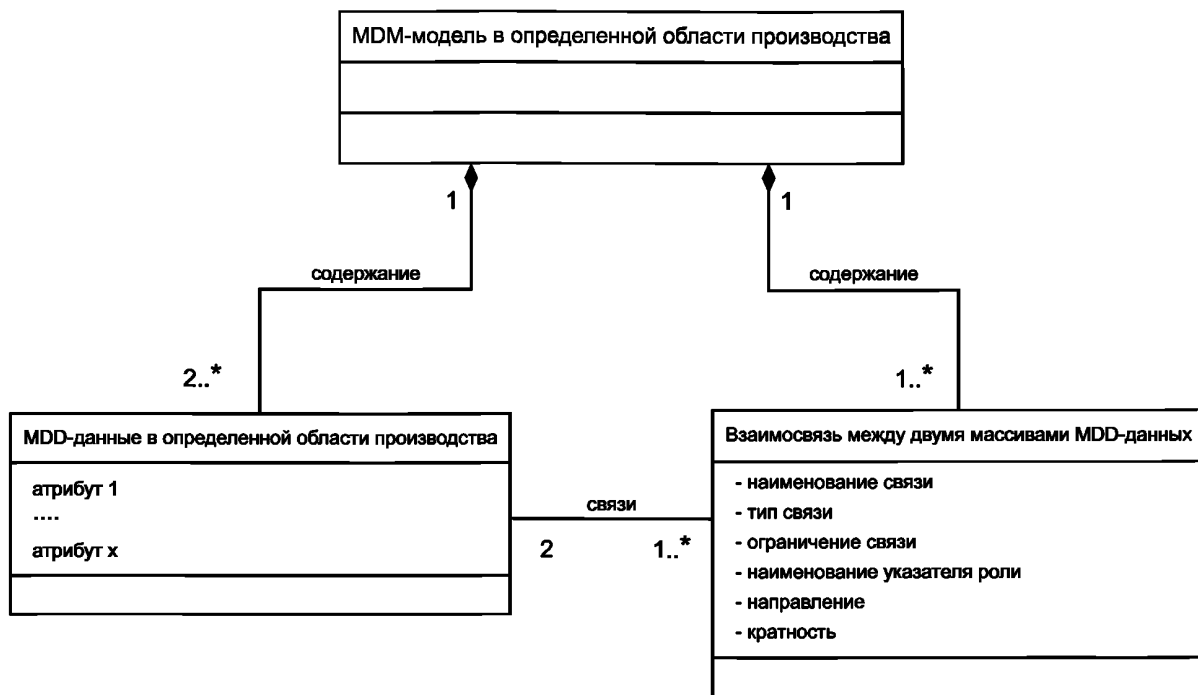 MDM-модель в определенной области производства
1
1
содержание
содержание
2..*
1..*
MDD-данные в определенной области производства
атрибут 1
....
атрибут x
Взаимосвязь между двумя массивами MDD-данных
- наименование связи
- тип связи
- ограничение связи
- наименование указателя роли
- направление
- кратность
связи
2
1..*